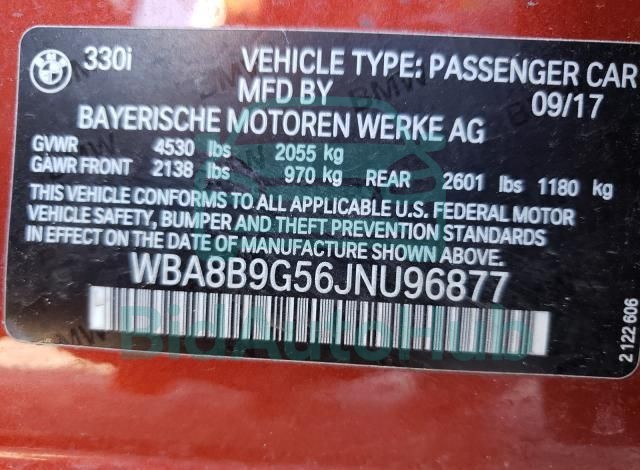 BMW 330i VEHICLE TYPE: PASSENGER CAR
MFD BY 09/17
BAYERISCHE MOTOREN WERKE AG
GVWR 4530 lbs 2055 kg
GAWR FRONT 2138 lbs 970 kg REAR 2601 lbs 1180 kg
THIS VEHICLE CONFORMS TO ALL APPLICABLE U.S. FEDERAL MOTOR
VEHICLE SAFETY, BUMPER AND THEFT PREVENTION STANDARDS
IN EFFECT ON THE DATE OF MANUFACTURE SHOWN ABOVE.
WBA8B9G56JNU96877
2 122 606
BidAutoHub